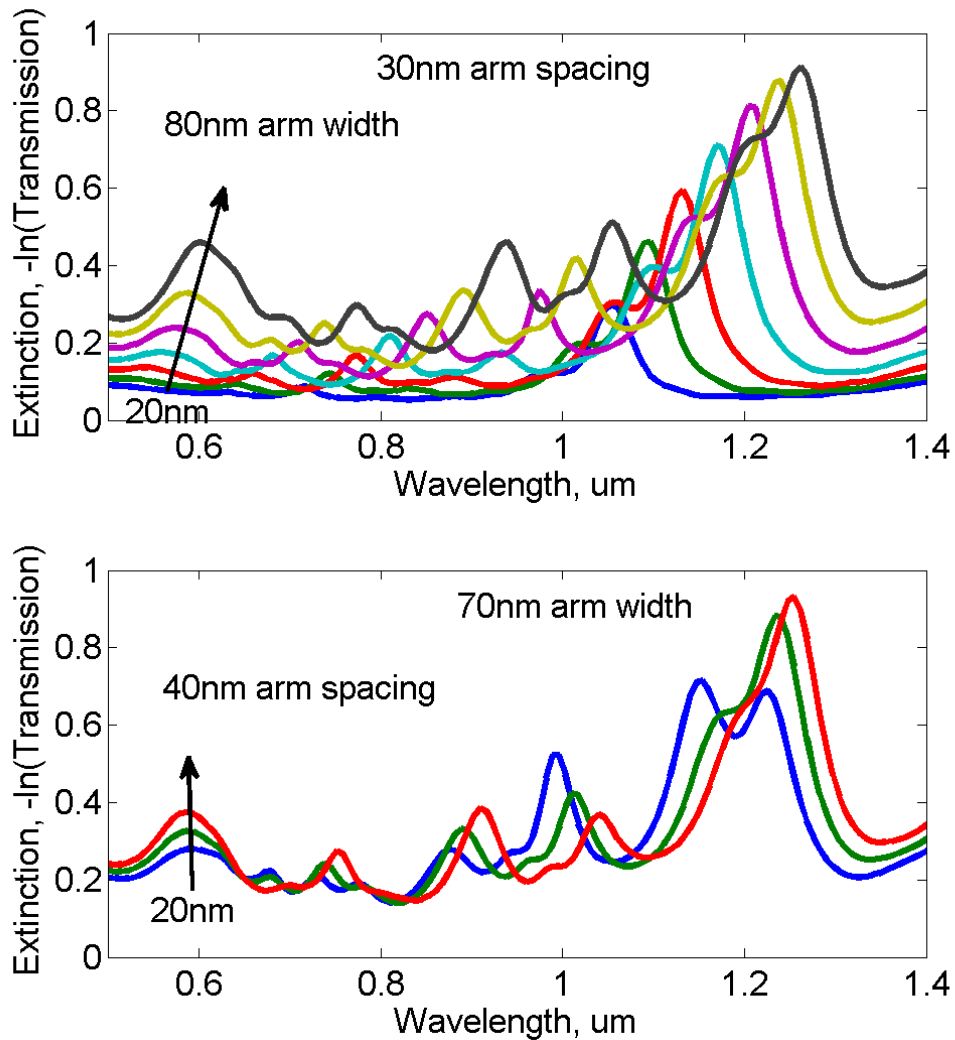 1
0.8
0.6
0.4
0.2
0
Extinction, -ln(Transmission)
30nm arm spacing
80nm arm width
20nm
0.6 0.8 1 1.2 1.4
Wavelength, um
1
0.8
0.6
0.4
0.2
0
Extinction, -ln(Transmission)
70nm arm width
40nm arm spacing
20nm
0.6 0.8 1 1.2 1.4
Wavelength, um